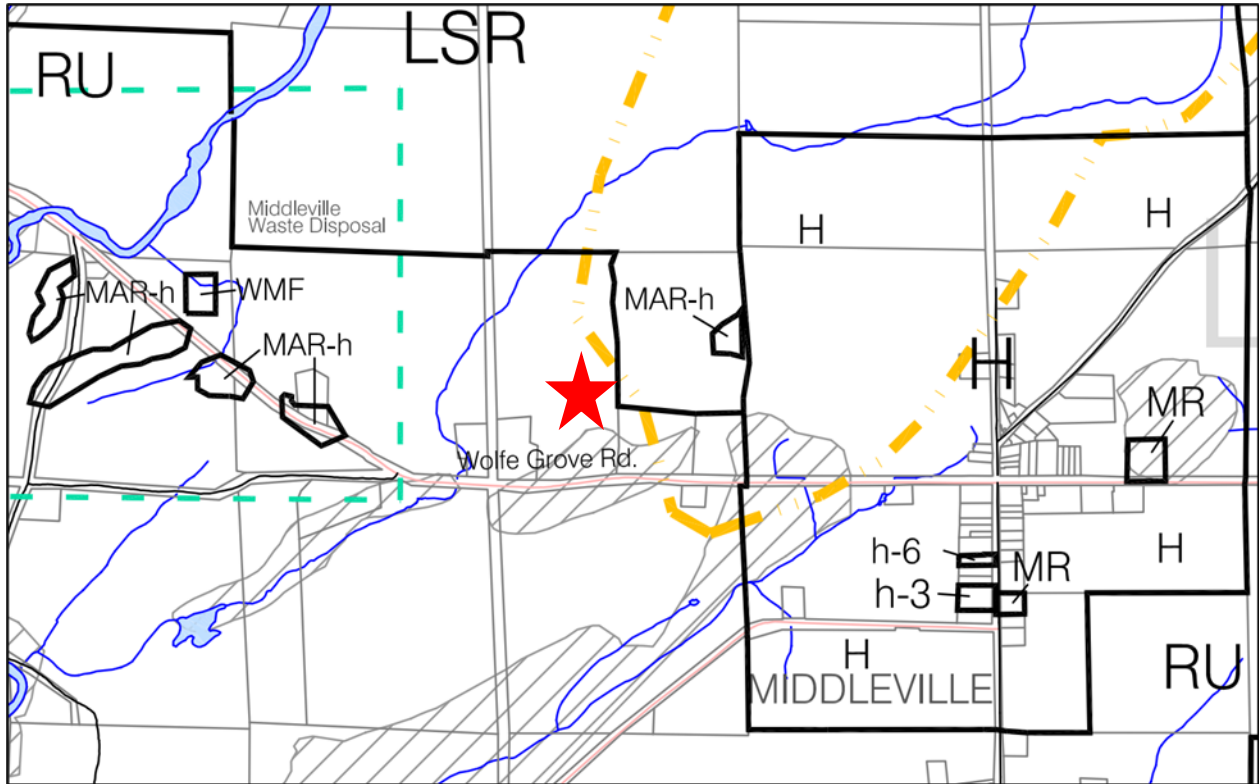 LSR
RU
Middleville
Waste Disposal
H
H
MAR-h
WMF
MAR-h
MAR-h
H
MR
Wolfe Grove Rd.
h-6
H
h-3
MR
H
RU
MIDDLEVILLE